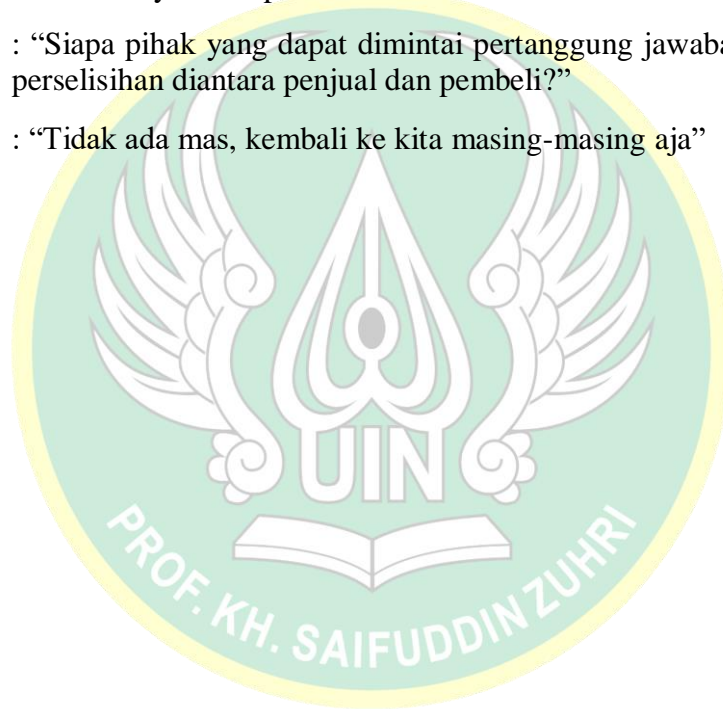 : “Siapa pihak yang dapat dimintai pertanggung
perselisihan diantara penjual dan pembeli?”
: “Tidak ada mas, kembali ke kita masing-masing aja”
UIN
PROF. KH. SAIFUDDIN ZUHRI